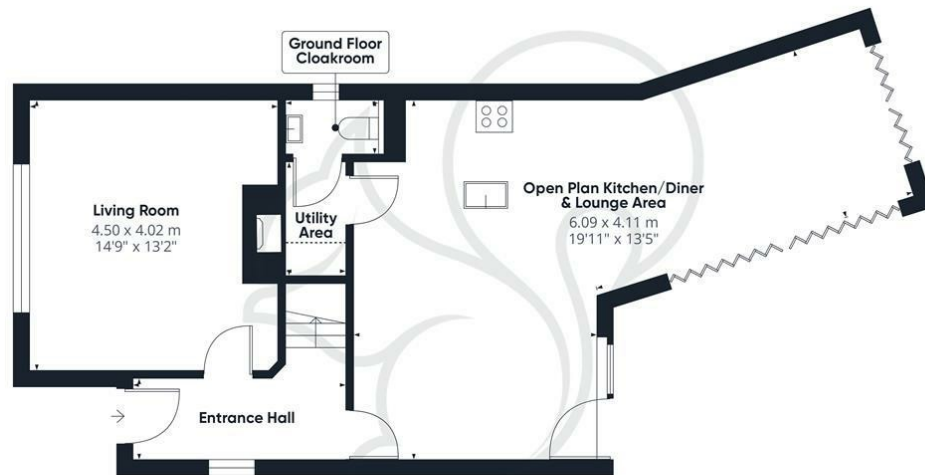 Ground Floor
Cloakroom
Living Room
4.50 x 4.02 m
14'9" x 13'2"
Utility
Area
Open Plan Kitchen/Diner
& Lounge Area
6.09 x 4.11 m
19'11" x 13'5"
Entrance Hall